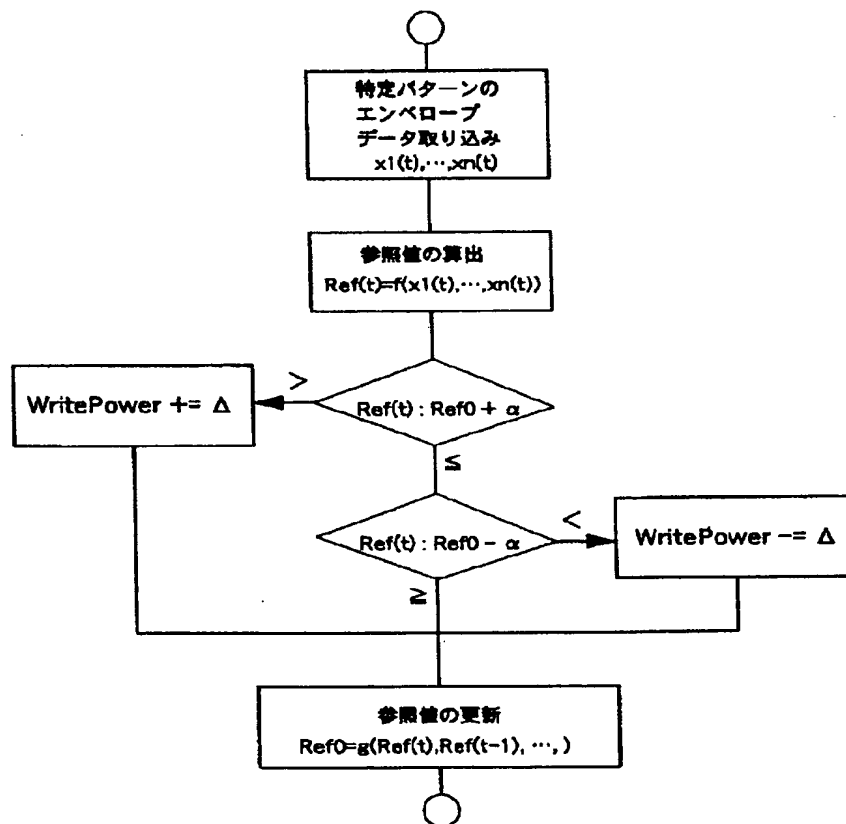 特定パターンの
エンベロープ
データ取り込み
x1(t),…,xn(t)
参照値の算出
Ref(t)=f(x1(t),…,xn(t))
>
WritePower += Δ
Ref(t) : Ref0 + α
≦
<
Ref(t) : Ref0 − α
WritePower −= Δ
≧
参照値の更新
Ref0=g(Ref(t),Ref(t-1), …, )